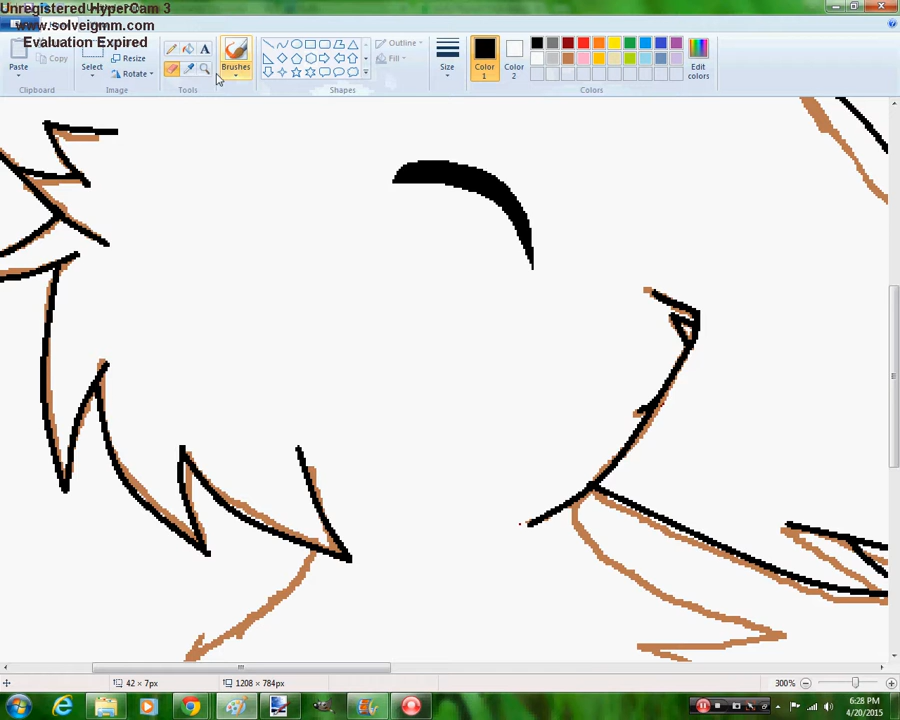 Unregistered HyperCam 3
www.solveigmm.com
Evaluation Expired
Paste
Copy
Select
Resize
Rotate
A
Brushes
Outline
Fill
Size
Color 1
Color 2
Edit colors
Clipboard
Image
Tools
Shapes
Colors
42 × 7px
1208 × 784px
300%
6:28 PM
4/20/2015